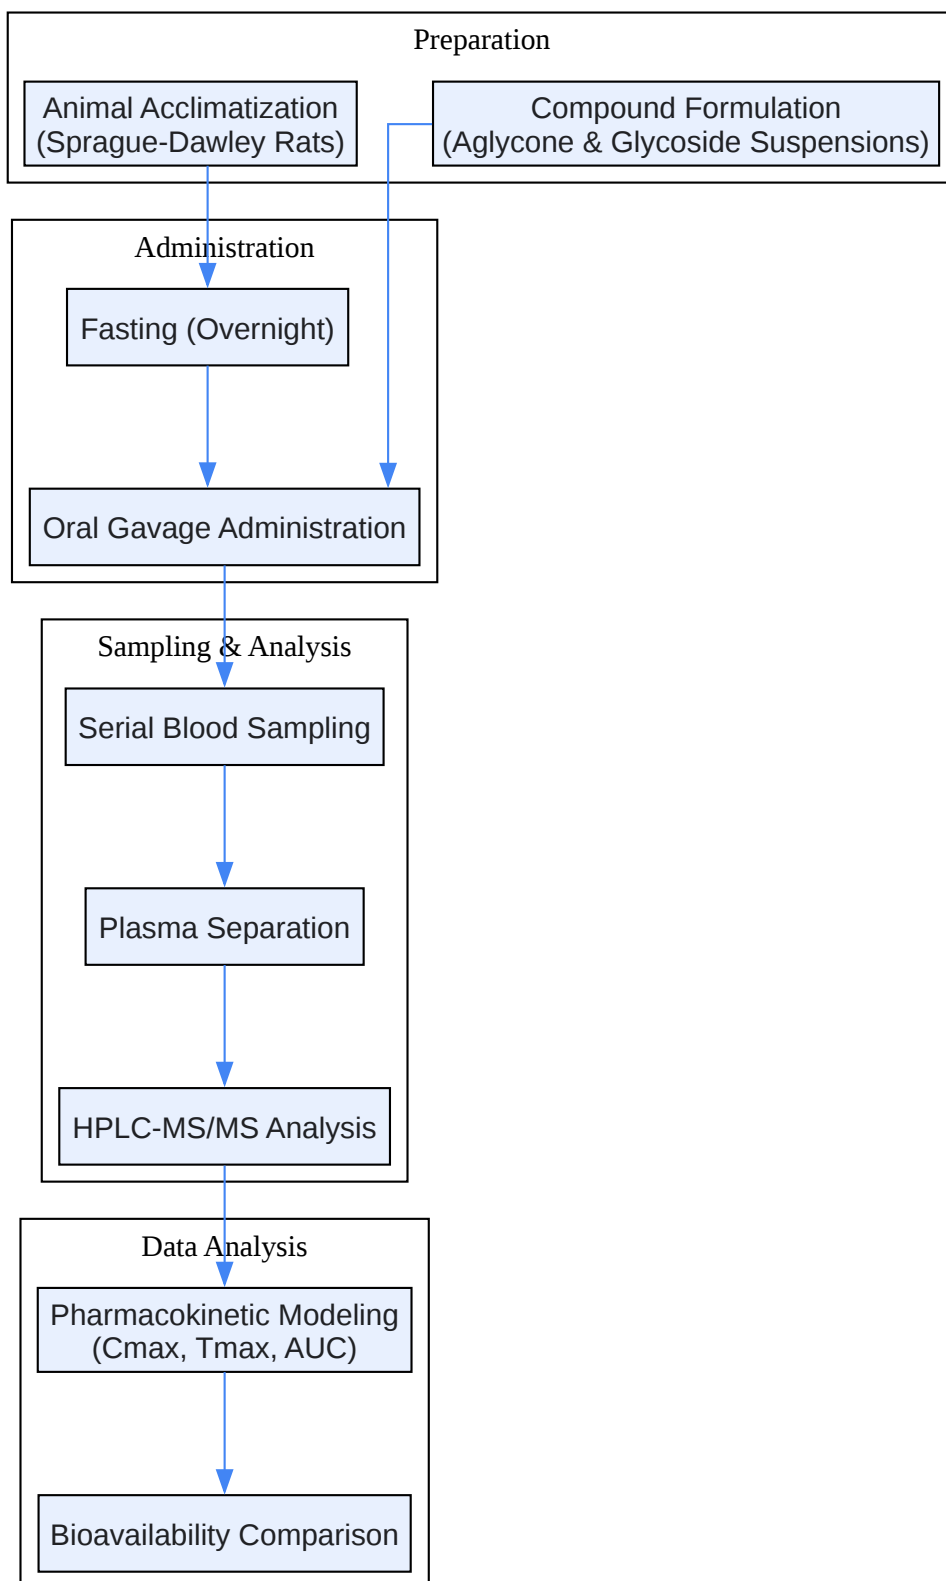 Preparation
Animal Acclimatization
(Sprague-Dawley Rats)
Compound Formulation
(Aglycone & Glycoside Suspensions)
Administration
Fasting (Overnight)
Oral Gavage Administration
Sampling & Analysis
Serial Blood Sampling
Plasma Separation
HPLC-MS/MS Analysis
Data Analysis
Pharmacokinetic Modeling
(Cmax, Tmax, AUC)
Bioavailability Comparison